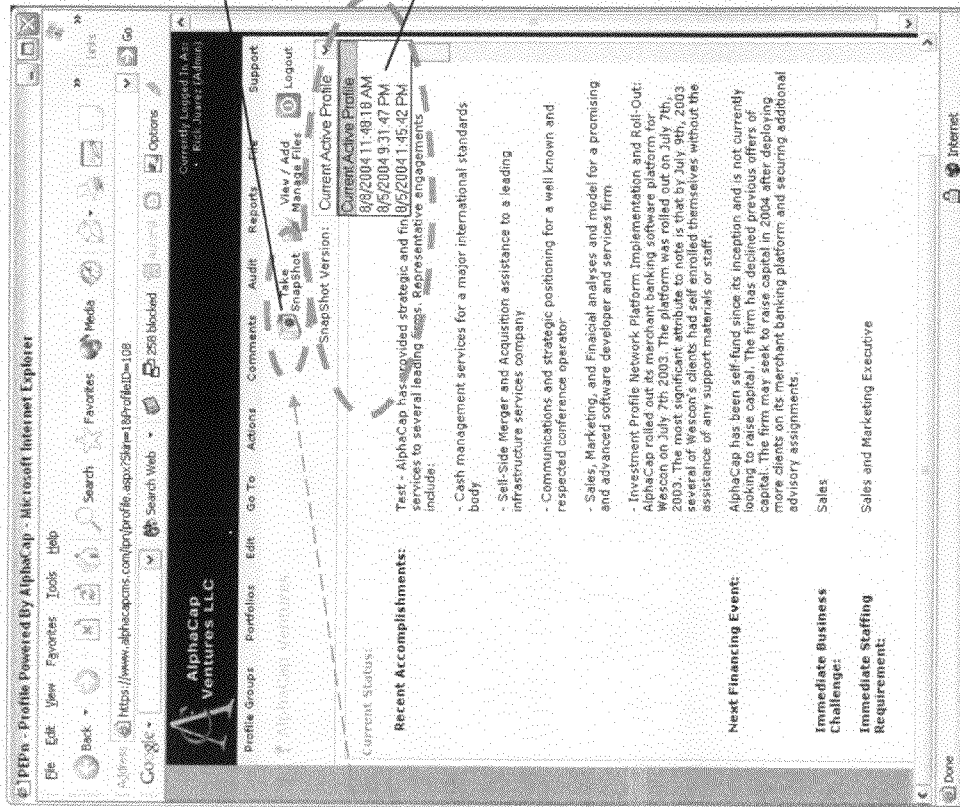 PEPn - Profile Powered By AlphaCap - Microsoft Internet Explorer
File Edit View Favorites Tools Help
Back Search Favorites Media
Address https://www.alphacapcms.com/ipn/profile.aspx?Skin=1&ProfileID=108 Go Links
Google Search Web 258 blocked Options
AlphaCap
Ventures LLC
Currently Logged In:
Profile Groups Portfolios Edit Go To Actions Comments Audit Reports File Support
Take
SnapShot
View / Add
Manage Files
Logout
SnapShot Version: Current Active Profile
Current Active Profile
8/8/2004 11:48:18 AM
8/5/2004 9:31:47 PM
8/5/2004 1:45:42 PM
Current Status:
Recent Accomplishments:
Test - AlphaCap has provided strategic and fin
services to several leading firms. Representative engagements
include:
- Cash management services for a major international standards
body
- Sell-Side Merger and Acquisition assistance to a leading
infrastructure services company
- Communications and strategic positioning for a well known and
respected conference operator
- Sales, Marketing, and Financial analyses and model for a promising
and advanced software developer and services firm
- Investment Profile Network Platform Implementation and Roll-Out:
AlphaCap rolled out its merchant banking software platform for
Wescon on July 7th 2003. The platform was rolled out on July 7th,
2003. The most significant attribute to note is that by July 9th, 2003
several of Wescon's clients had self enrolled themselves without the
assistance of any support materials or staff.
Next Financing Event:
AlphaCap has been self fund since its inception and is not currently
looking to raise capital. The firm has declined previous offers of
capital. The firm may seek to raise capital in 2004 after deploying
more clients on its merchant banking platform and securing additional
advisory assignments.
Immediate Business
Challenge:
Sales
Immediate Staffing
Requirement:
Sales and Marketing Executive
Done Internet